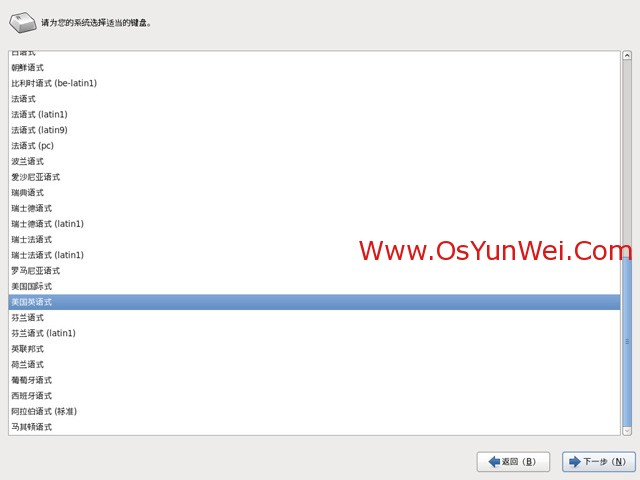 请为您的系统选择适当的键盘。
日语式
朝鲜语式
比利时语式 (be-latin1)
法语式
法语式 (latin1)
法语式 (latin9)
法语式 (pc)
波兰语式
爱沙尼亚语式
瑞典语式
瑞士德语式
瑞士德语式 (latin1)
瑞士法语式
瑞士法语式 (latin1)
罗马尼亚语式
美国国际式
美国英语式
芬兰语式
芬兰语式 (latin1)
英联邦式
荷兰语式
葡萄牙语式
西班牙语式
阿拉伯语式 (标准)
马其顿语式
Www.OsYunWei.Com
返回（B）
下一步（N）